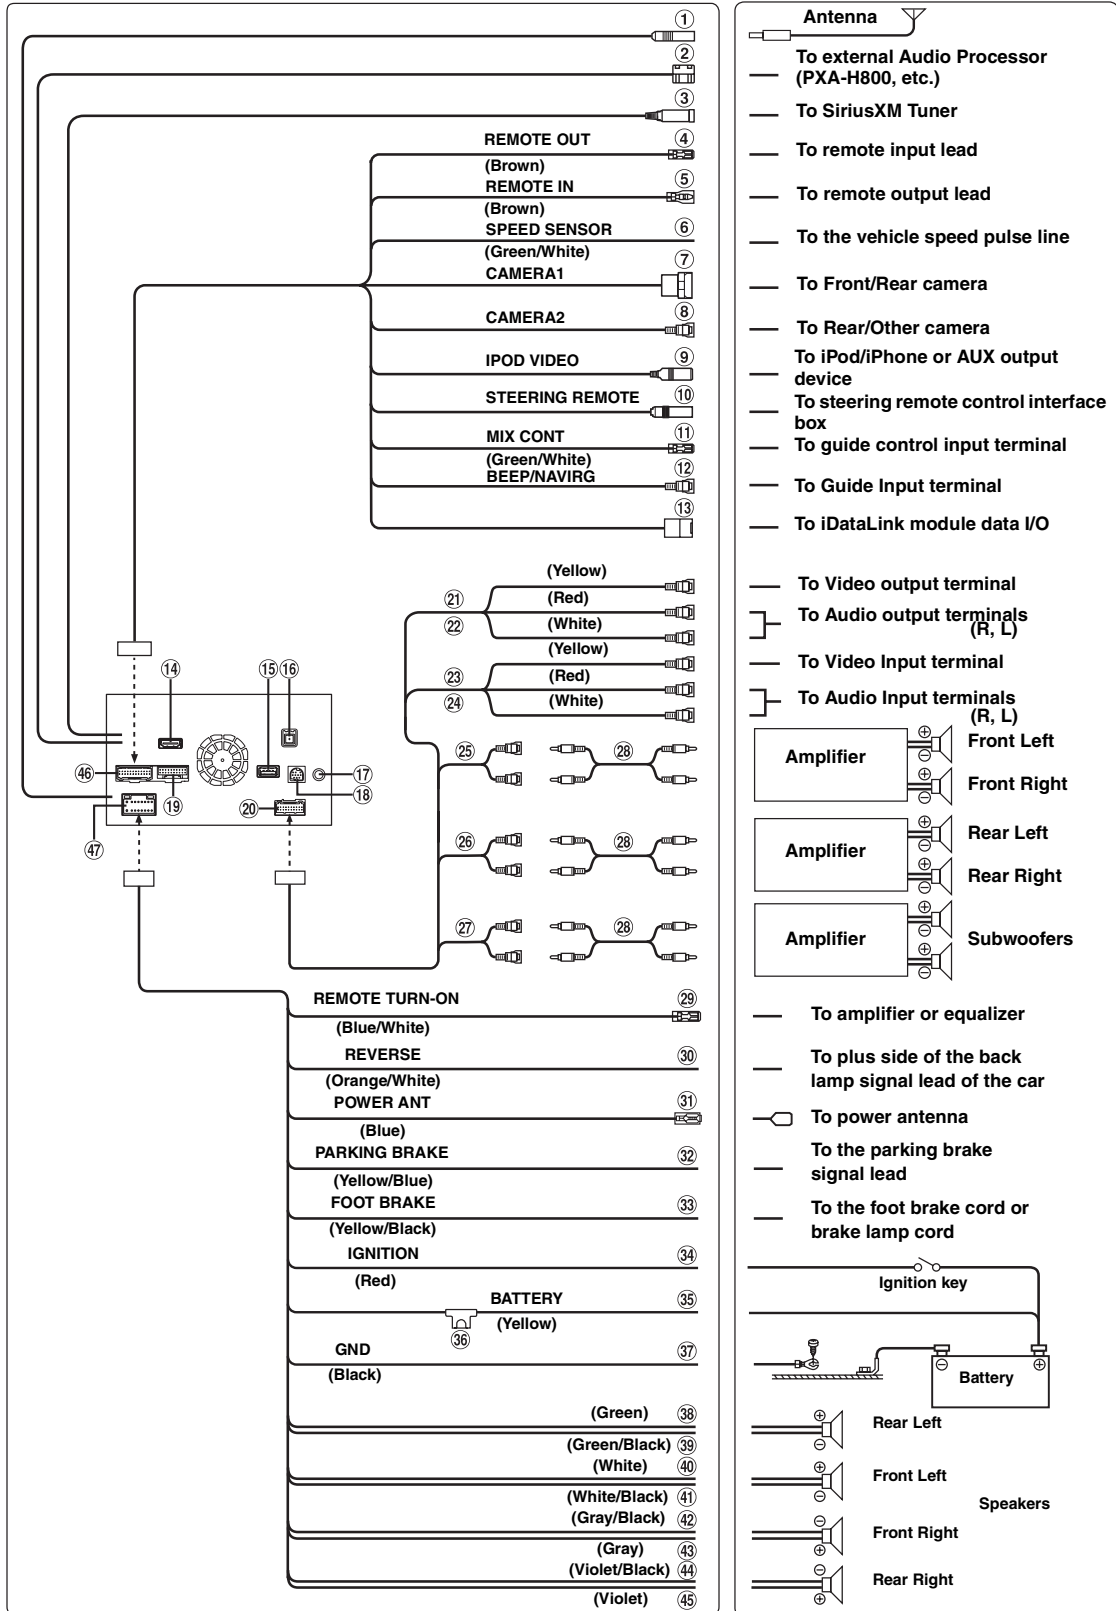 ①
Antenna
②
To external Audio Processor
(PXA-H800, etc.)
③
To SiriusXM Tuner
REMOTE OUT ④
(Brown)
To remote input lead
REMOTE IN ⑤
(Brown)
To remote output lead
SPEED SENSOR ⑥
(Green/White)
To the vehicle speed pulse line
CAMERA1 ⑦
To Front/Rear camera
CAMERA2 ⑧
To Rear/Other camera
IPOD VIDEO ⑨
To iPod/iPhone or AUX output
device
STEERING REMOTE ⑩
To steering remote control interface
box
MIX CONT ⑪
(Green/White)
To guide control input terminal
BEEP/NAVIRG ⑫
To Guide Input terminal
⑬
To iDataLink module data I/O
(Yellow)
To Video output terminal
㉑ (Red)
㉒ (White)
To Audio output terminals
(R, L)
(Yellow)
To Video Input terminal
㉓ (Red)
㉔ (White)
To Audio Input terminals
(R, L)
⑭ ⑮ ⑯
㊻ ⑲ ⑰
⑱ ⑳
㊼
㉕ ㉘
Amplifier
⊕ Front Left
⊖
⊕ Front Right
⊖
㉖ ㉘
Amplifier
⊕ Rear Left
⊖
⊕ Rear Right
⊖
㉗ ㉘
Amplifier
⊕
⊖
Subwoofers
⊕
⊖
REMOTE TURN-ON ㉙
(Blue/White)
To amplifier or equalizer
REVERSE ㉚
(Orange/White)
To plus side of the back
lamp signal lead of the car
POWER ANT ㉛
(Blue)
To power antenna
PARKING BRAKE ㉜
(Yellow/Blue)
To the parking brake
signal lead
FOOT BRAKE ㉝
(Yellow/Black)
To the foot brake cord or
brake lamp cord
IGNITION ㉞
(Red)
Ignition key
BATTERY ㉟
㊱ (Yellow)
GND ㊲
(Black)
⊖ ⊕
Battery
(Green) ㊳
(Green/Black) ㊴
⊕ Rear Left
⊖
(White) ㊵
(White/Black) ㊶
⊕ Front Left
⊖
Speakers
(Gray/Black) ㊷
(Gray) ㊸
⊖ Front Right
⊕
(Violet/Black) ㊹
(Violet) ㊺
⊖ Rear Right
⊕